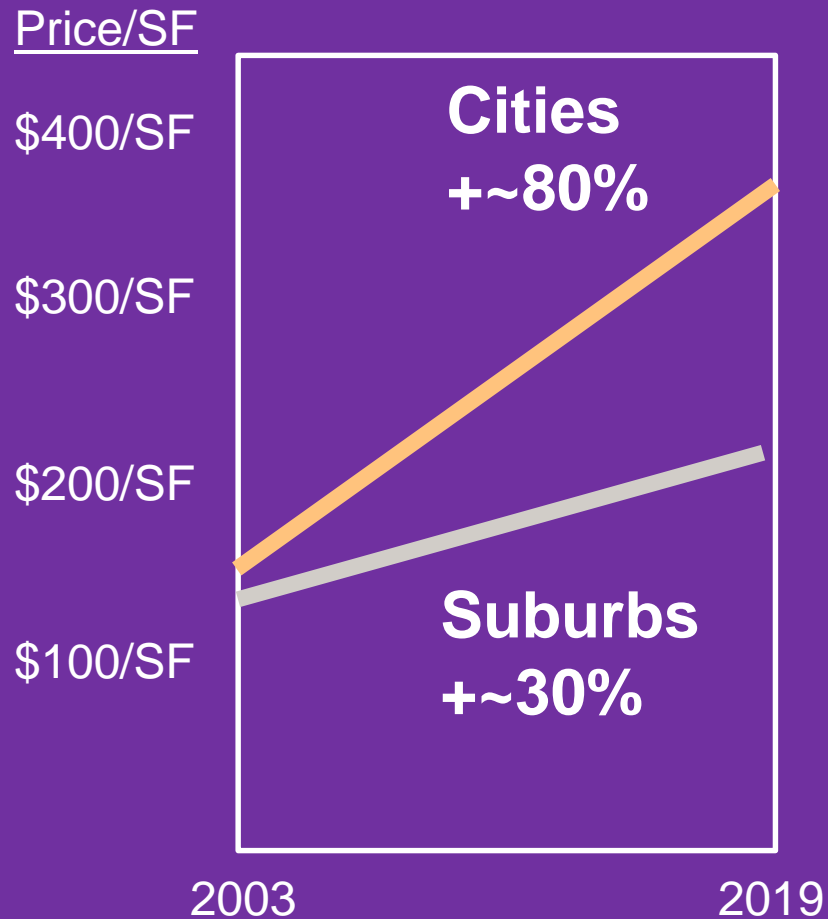 Price/SF
$400/SF
Cities
+~80%
$300/SF
$200/SF
Suburbs
+~30%
$100/SF
2003
2019